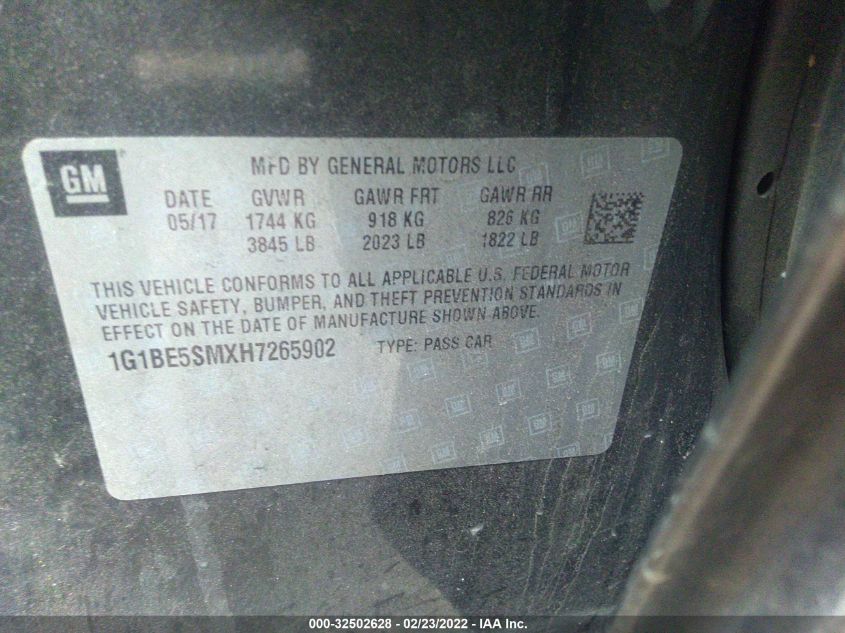 GM
MFD BY GENERAL MOTORS LLC
DATE GVWR GAWR FRT GAWR RR
05/17 1744 KG 918 KG 826 KG
3845 LB 2023 LB 1822 LB
THIS VEHICLE CONFORMS TO ALL APPLICABLE U.S. FEDERAL MOTOR
VEHICLE SAFETY, BUMPER, AND THEFT PREVENTION STANDARDS IN
EFFECT ON THE DATE OF MANUFACTURE SHOWN ABOVE.
1G1BE5SMXH7265902 TYPE: PASS CAR
000-32502628 - 02/23/2022 - IAA Inc.